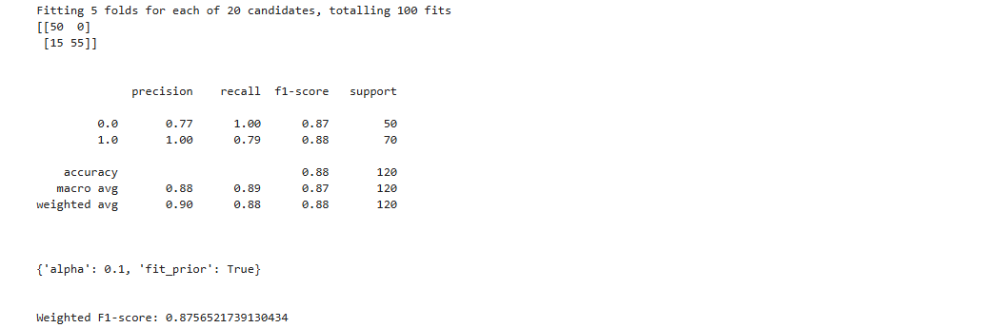 Fitting 5 folds for each of 20 candidates, totalling 100 fits
[[50  0]
 [15 55]]
              precision    recall  f1-score   support
         0.0       0.77      1.00      0.87        50
         1.0       1.00      0.79      0.88        70
    accuracy                           0.88       120
   macro avg       0.88      0.89      0.87       120
weighted avg       0.90      0.88      0.88       120
{'alpha': 0.1, 'fit_prior': True}
Weighted F1-score: 0.8756521739130434